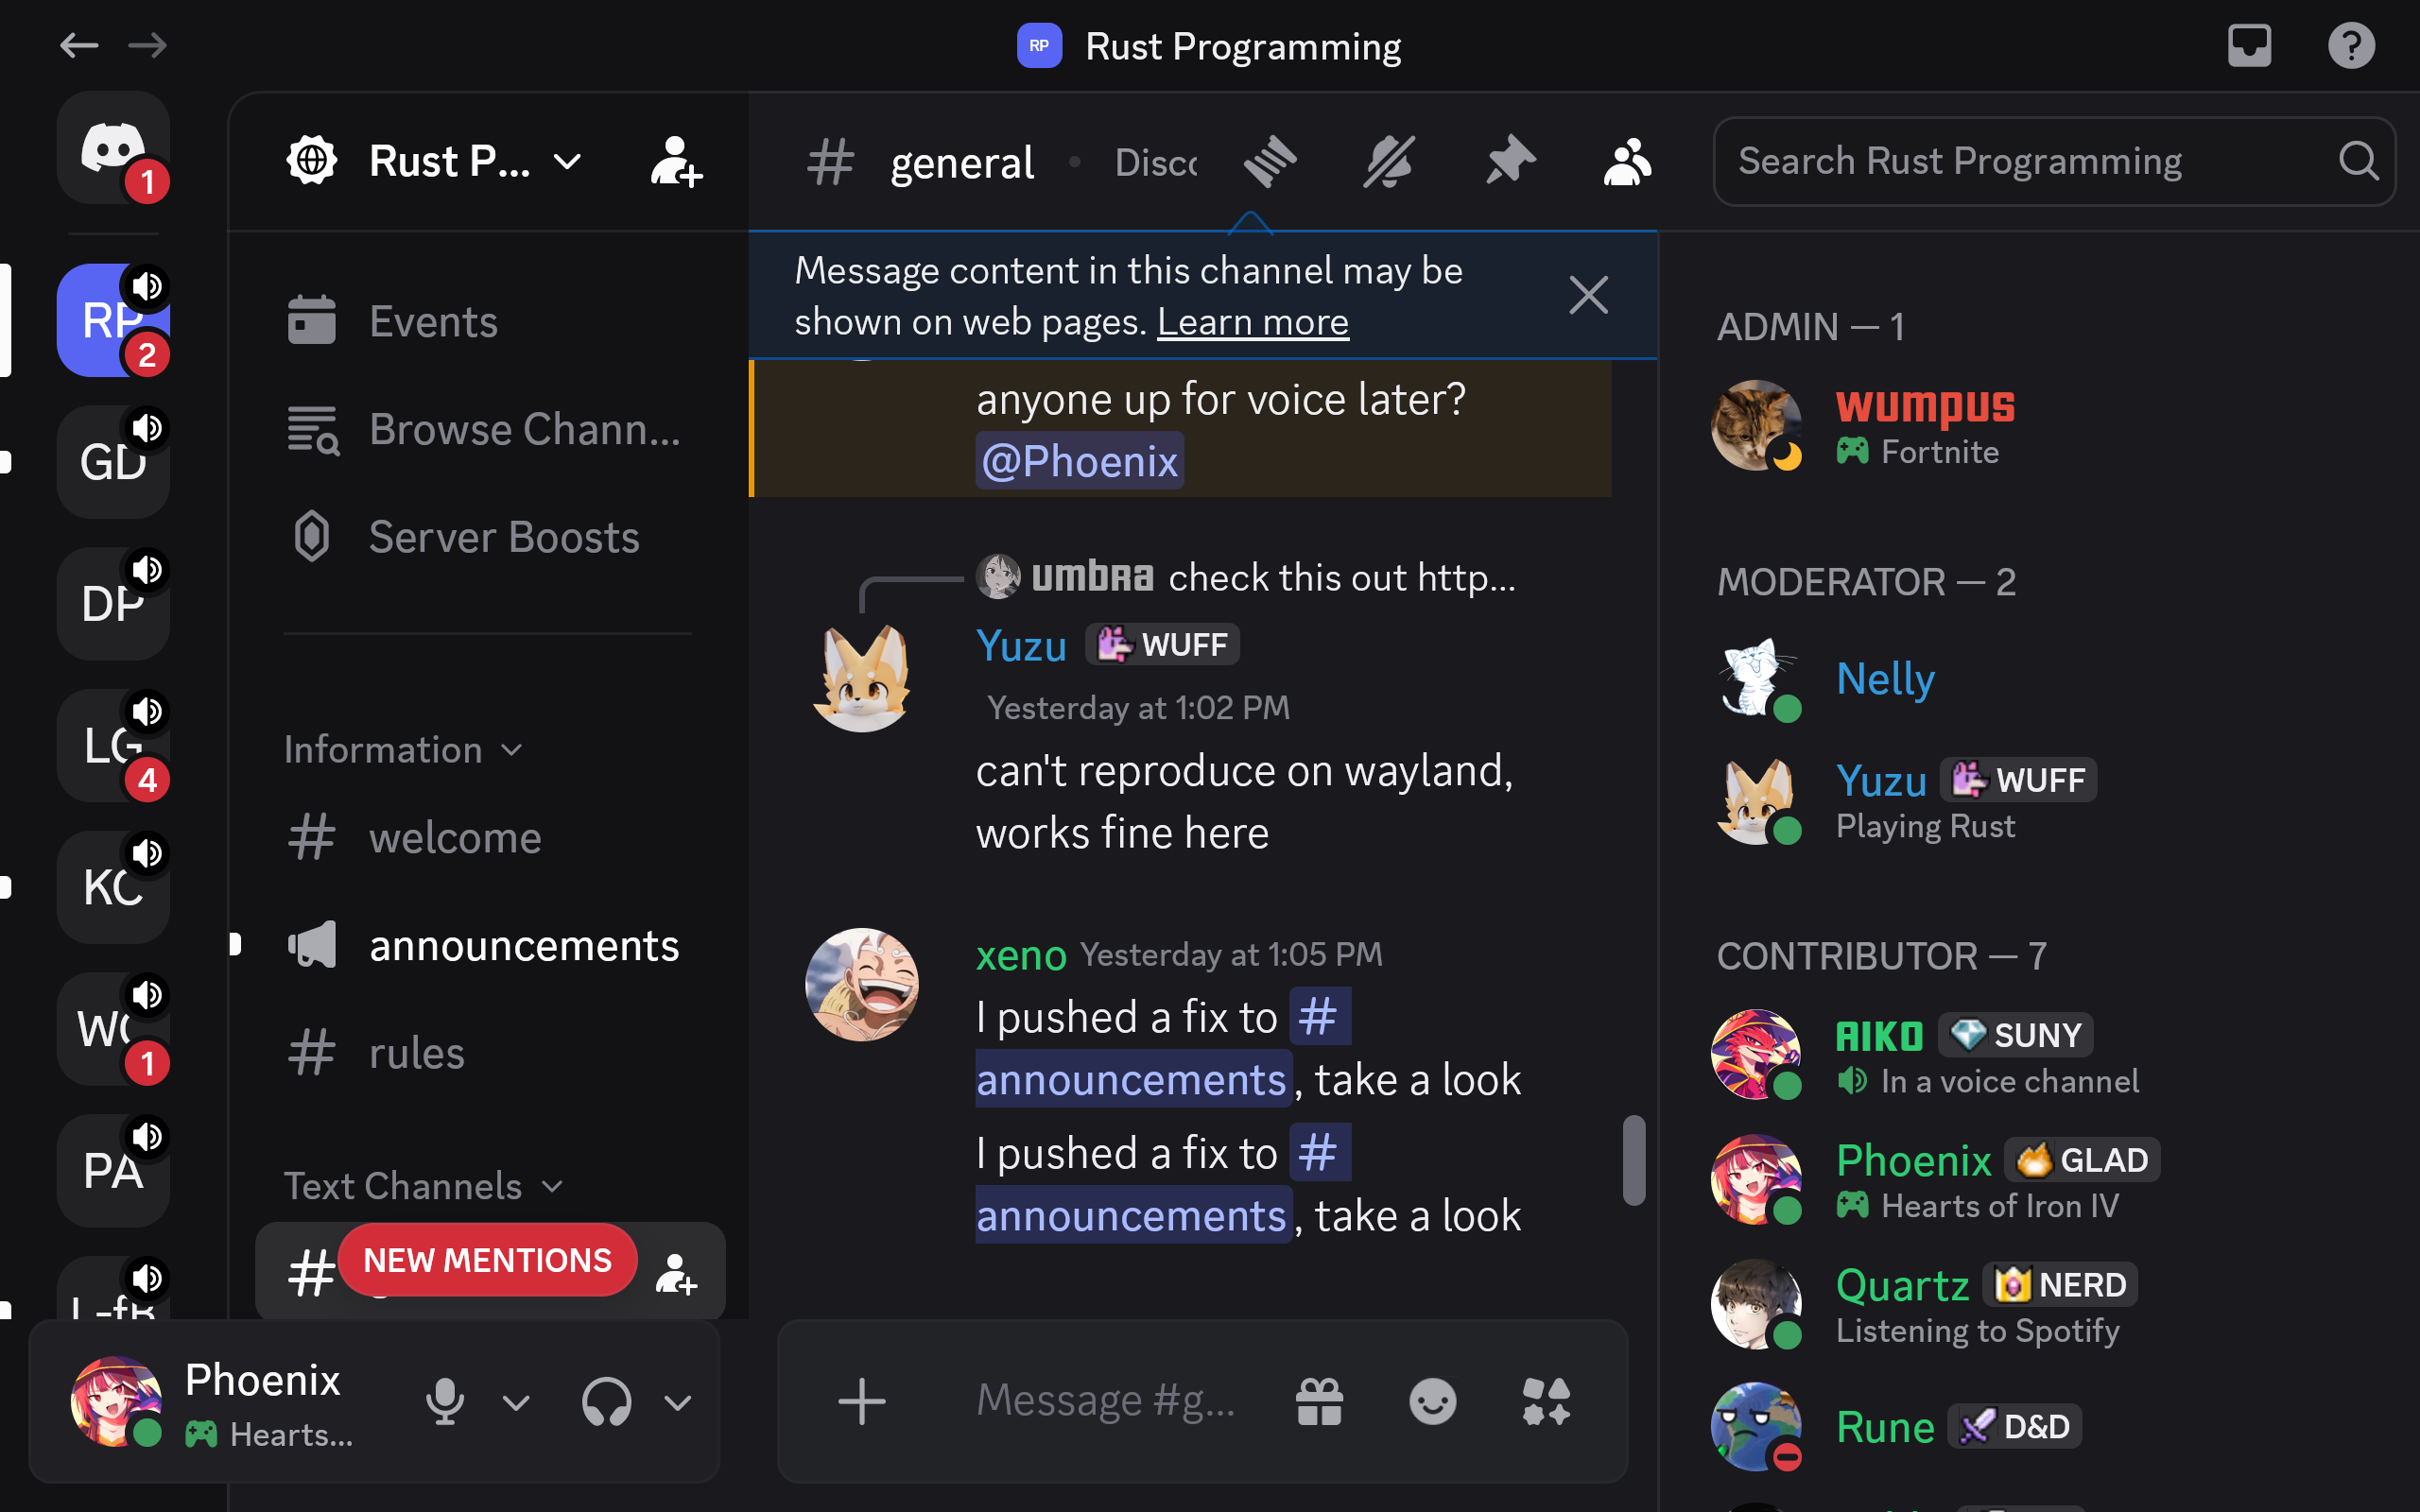 RP Rust Programming
1
RP
2
GD
DP
LG
4
KC
1
PA
Rust P...
Events
Browse Chann...
Server Boosts
Information
welcome
announcements
rules
Text Channels
NEW MENTIONS
Phoenix
Hearts...
general
Search Rust Programming
Message content in this channel may be
shown on web pages. Learn more
anyone up for voice later?
@Phoenix
umbra check this out http...
Yuzu WUFF
Yesterday at 1:02 PM
can't reproduce on wayland,
works fine here
xeno Yesterday at 1:05 PM
I pushed a fix to #
announcements, take a look
I pushed a fix to #
announcements, take a look
Message #g...
ADMIN — 1
wumpus
Fortnite
MODERATOR — 2
Nelly
Yuzu WUFF
Playing Rust
CONTRIBUTOR — 7
AIKO SUNY
In a voice channel
Phoenix GLAD
Hearts of Iron IV
Quartz NERD
Listening to Spotify
Rune D&D